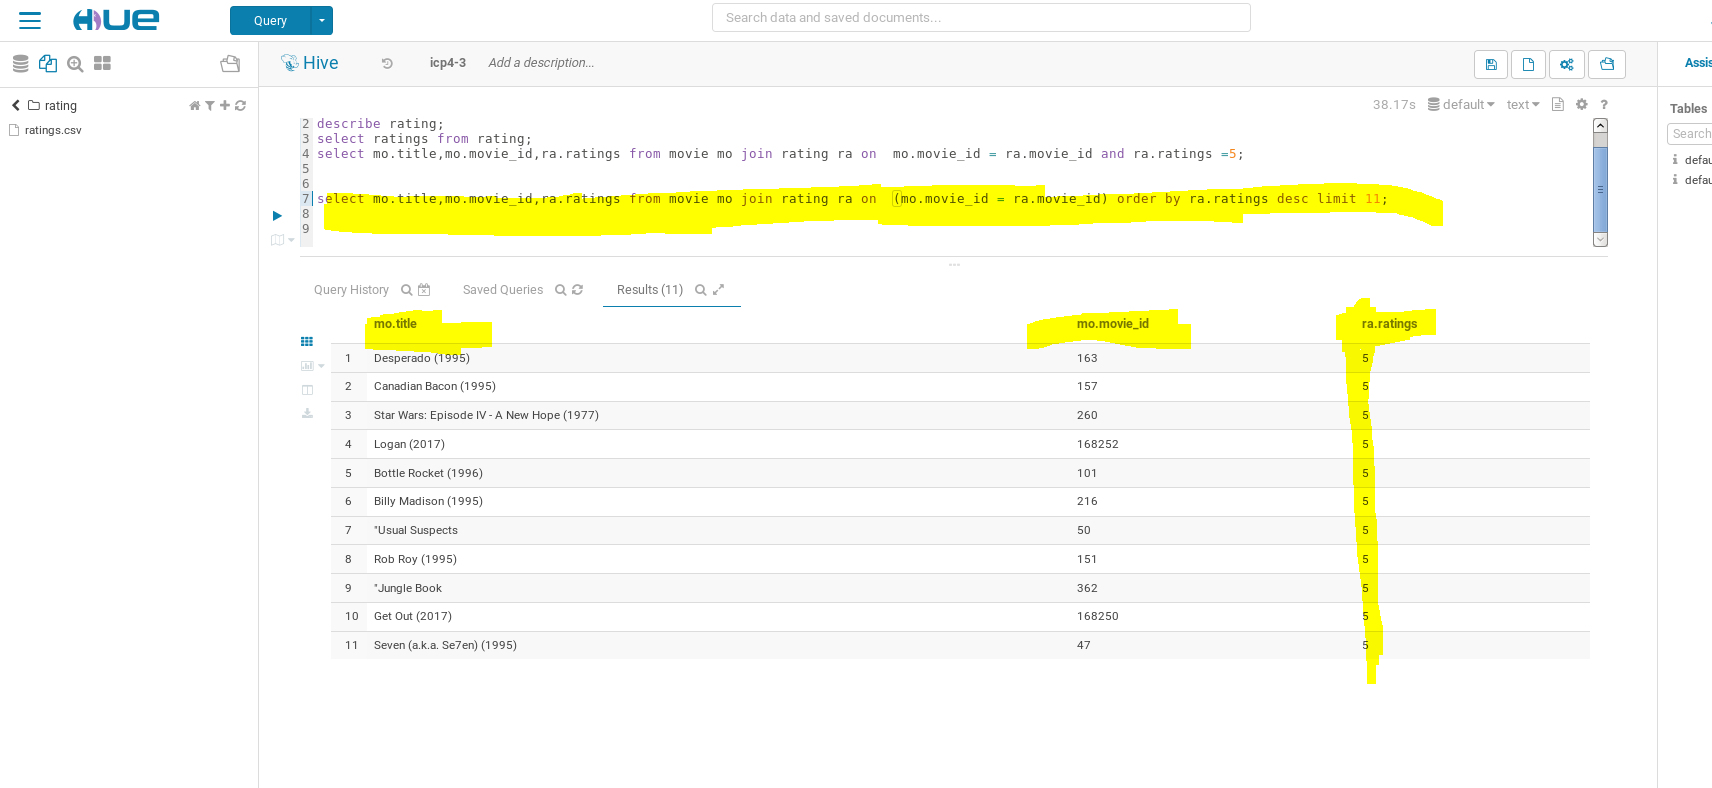 HUE
Query
Search data and saved documents...
Hive
icp4-3
Add a description...
Assis
rating
ratings.csv
38.17s
default
text
?
Tables
Search
defau
defau
2 describe rating;
3 select ratings from rating;
4 select mo.title,mo.movie_id,ra.ratings from movie mo join rating ra on  mo.movie_id = ra.movie_id and ra.ratings =5;
5
6
7 select mo.title,mo.movie_id,ra.ratings from movie mo join rating ra on  (mo.movie_id = ra.movie_id) order by ra.ratings desc limit 11;
8
9
Query History
Saved Queries
Results (11)
mo.title mo.movie_id ra.ratings
1 Desperado (1995) 163 5
2 Canadian Bacon (1995) 157 5
3 Star Wars: Episode IV - A New Hope (1977) 260 5
4 Logan (2017) 168252 5
5 Bottle Rocket (1996) 101 5
6 Billy Madison (1995) 216 5
7 "Usual Suspects 50 5
8 Rob Roy (1995) 151 5
9 "Jungle Book 362 5
10 Get Out (2017) 168250 5
11 Seven (a.k.a. Se7en) (1995) 47 5